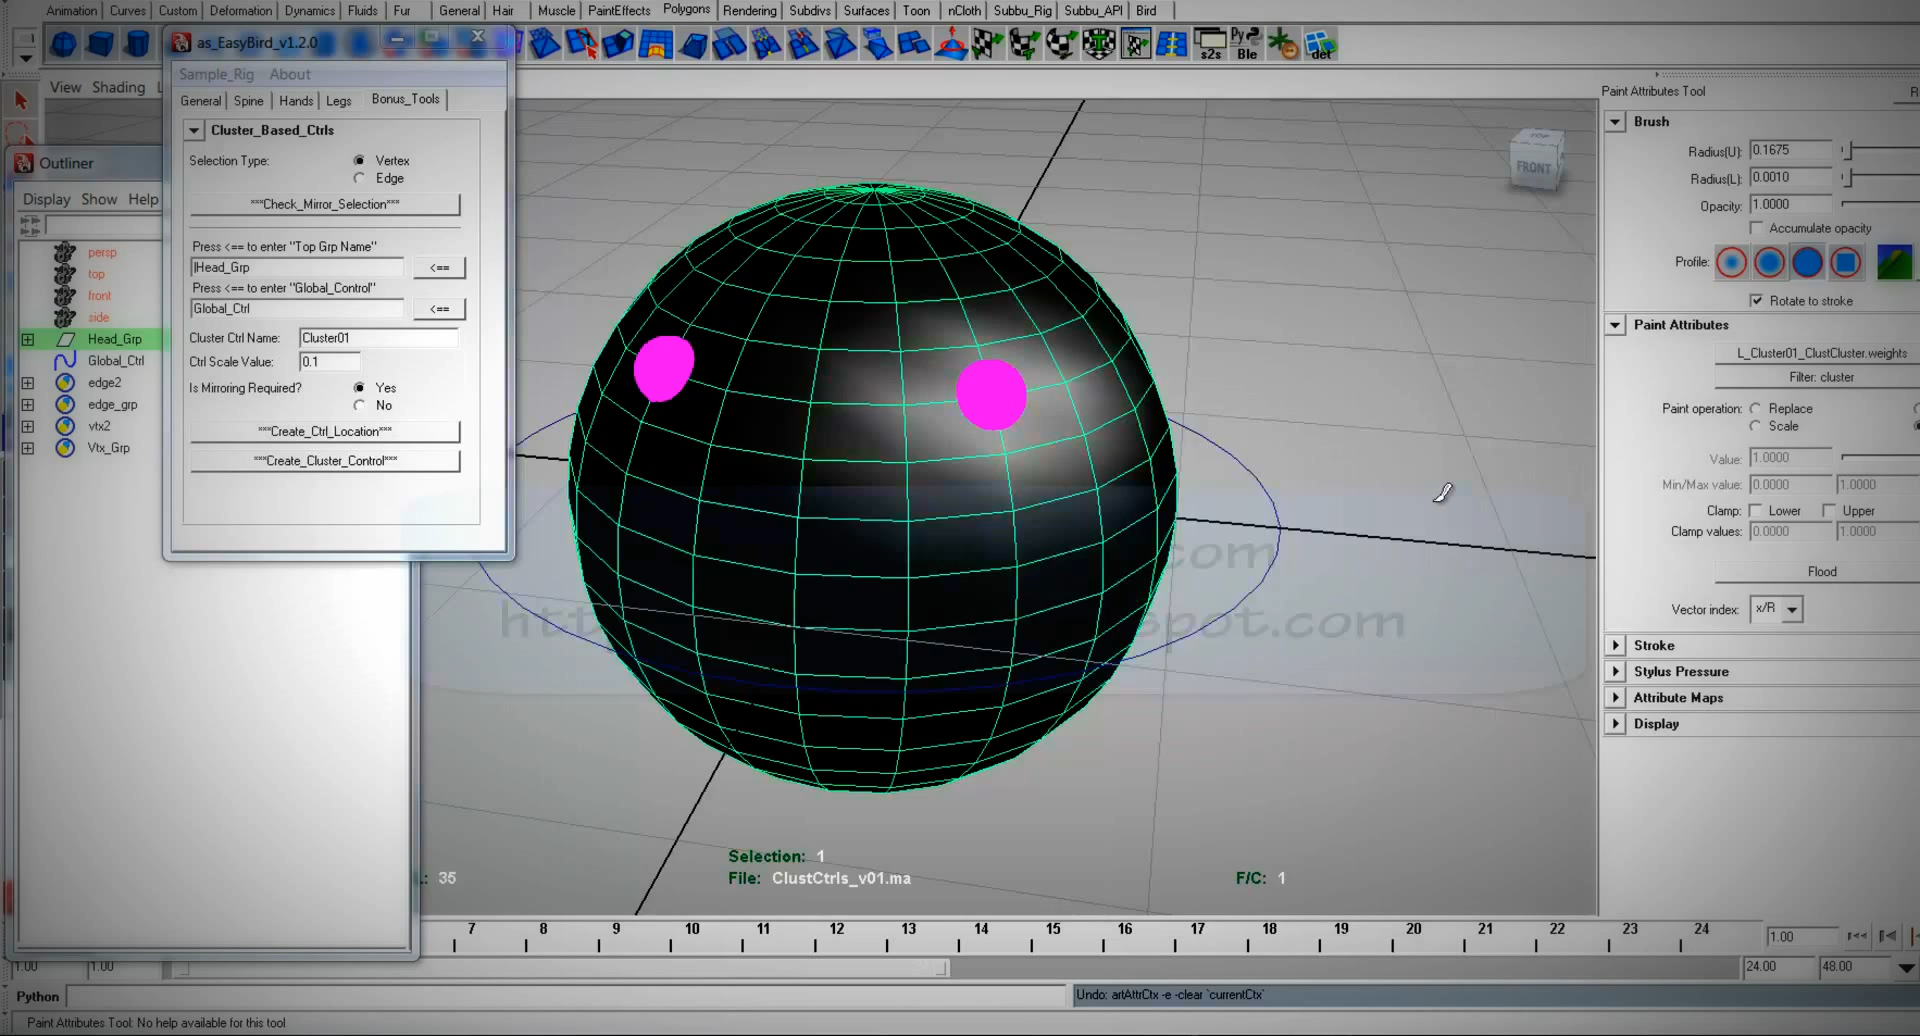 Animation Curves Custom Deformation Dynamics Fluids Fur General Hair Muscle PaintEffects Polygons Rendering Subdivs Surfaces Toon nCloth Subbu_Rig Subbu_API Bird
as_EasyBird_v1.2.0
s2s Py Ble det
Sample_Rig About
View Shading
General Spine Hands Legs Bonus_Tools
Cluster_Based_Ctrls
Selection Type: Vertex
Edge
***Check_Mirror_Selection***
Press <== to enter "Top Grp Name"
Head_Grp <==
Press <== to enter "Global_Control"
Global_Ctrl <==
Cluster Ctrl Name: Cluster01
Ctrl Scale Value: 0.1
Is Mirroring Required? Yes
No
***Create_Ctrl_Location***
***Create_Cluster_Control***
Outliner
Display Show Help
persp
top
front
side
Head_Grp
Global_Ctrl
edge2
edge_grp
vtx2
Vtx_Grp
TOP
FRONT
.com
spot.com
35
Selection: 1
File: ClustCtrls_v01.ma
F/C: 1
Paint Attributes Tool
Brush
Radius(U): 0.1675
Radius(L): 0.0010
Opacity: 1.0000
Accumulate opacity
Profile:
Rotate to stroke
Paint Attributes
L_Cluster01_ClustCluster.weights
Filter: cluster
Paint operation: Replace
Scale
Value: 1.0000
Min/Max value: 0.0000 1.0000
Clamp: Lower Upper
Clamp values: 0.0000 1.0000
Flood
Vector index: x/R
Stroke
Stylus Pressure
Attribute Maps
Display
7 8 9 10 11 12 13 14 15 16 17 18 19 20 21 22 23 24
1.00
1.00 1.00 24.00 48.00
Python Undo: artAttrCtx -e -clear `currentCtx`
Paint Attributes Tool: No help available for this tool